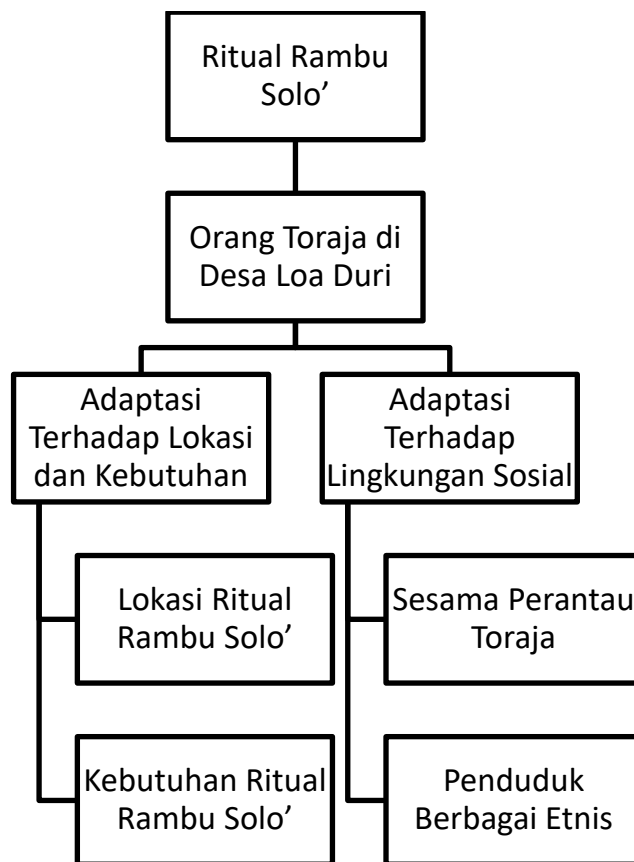 Ritual Rambu
Solo’
Orang Toraja di
Desa Loa Duri
Adaptasi
Terhadap Lokasi
dan Kebutuhan
Lokasi Ritual
Rambu Solo’
Kebutuhan Ritual
Rambu Solo’
Adaptasi
Terhadap
Lingkungan Sosial
Sesama Perantau
Toraja
Penduduk
Berbagai Etnis